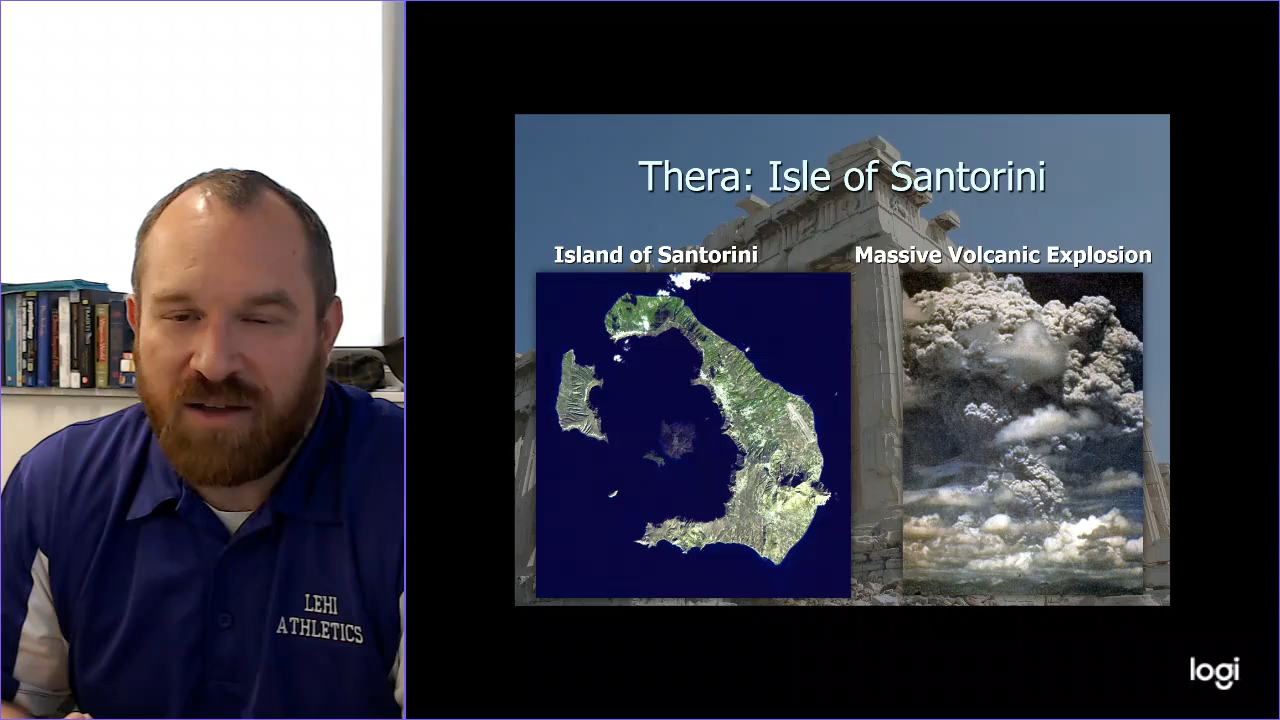 Thera: Isle of Santorini
Island of Santorini
Massive Volcanic Explosion
LEHI
ATHLETICS
logi